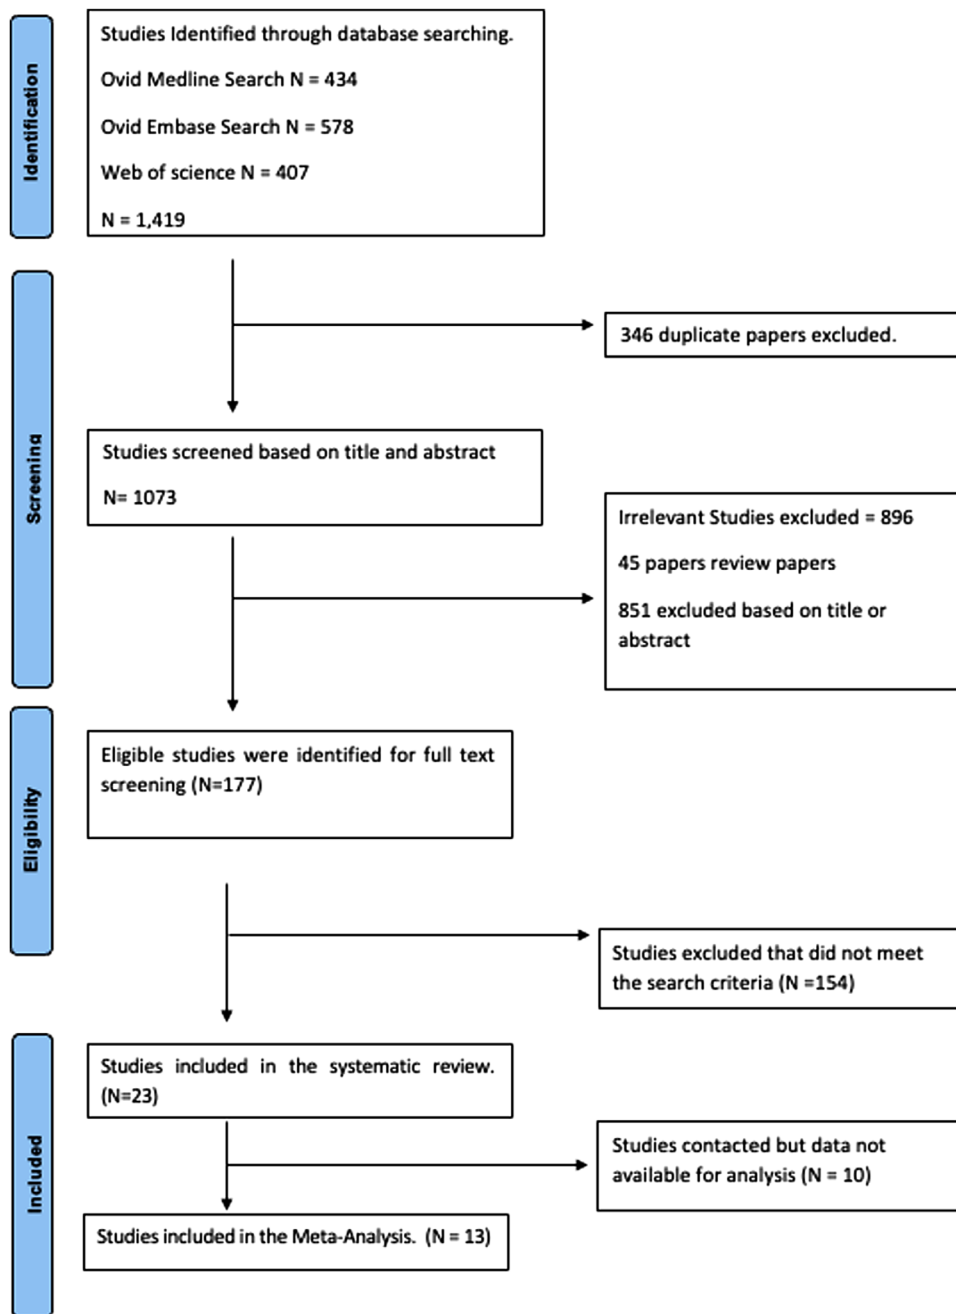 Identification
Studies Identified through database searching.
Ovid Medline Search N = 434
Ovid Embase Search N = 578
Web of science N = 407
N = 1,419
346 duplicate papers excluded.
Screening
Studies screened based on title and abstract
N= 1073
Irrelevant Studies excluded = 896
45 papers review papers
851 excluded based on title or
abstract
Eligibility
Eligible studies were identified for full text
screening (N=177)
Studies excluded that did not meet
the search criteria (N =154)
Included
Studies included in the systematic review.
(N=23)
Studies contacted but data not
available for analysis (N = 10)
Studies included in the Meta-Analysis. (N = 13)